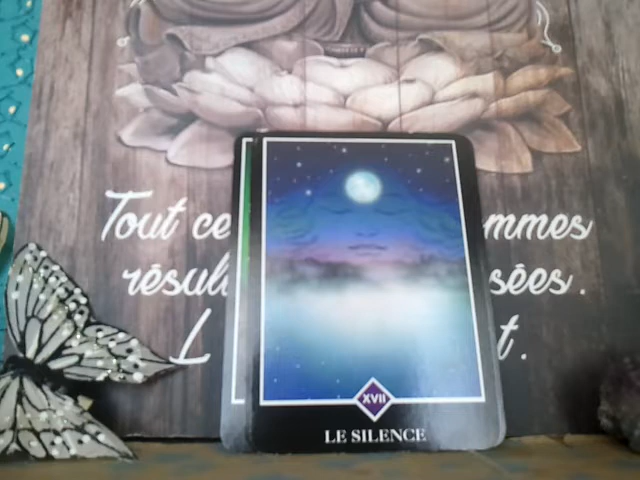 Tout ce mmes
résul sées.
L t.
XVII
LE SILENCE